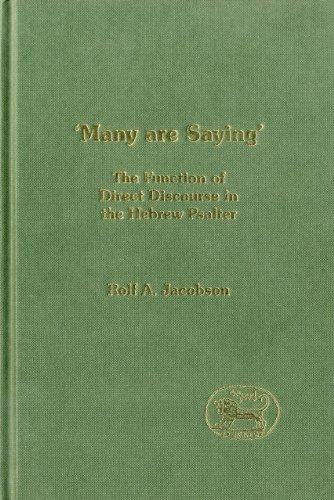 'Many are Saying'
The Function of
Direct Discourse in
the Hebrew Psalter
Rolf A. Jacobson